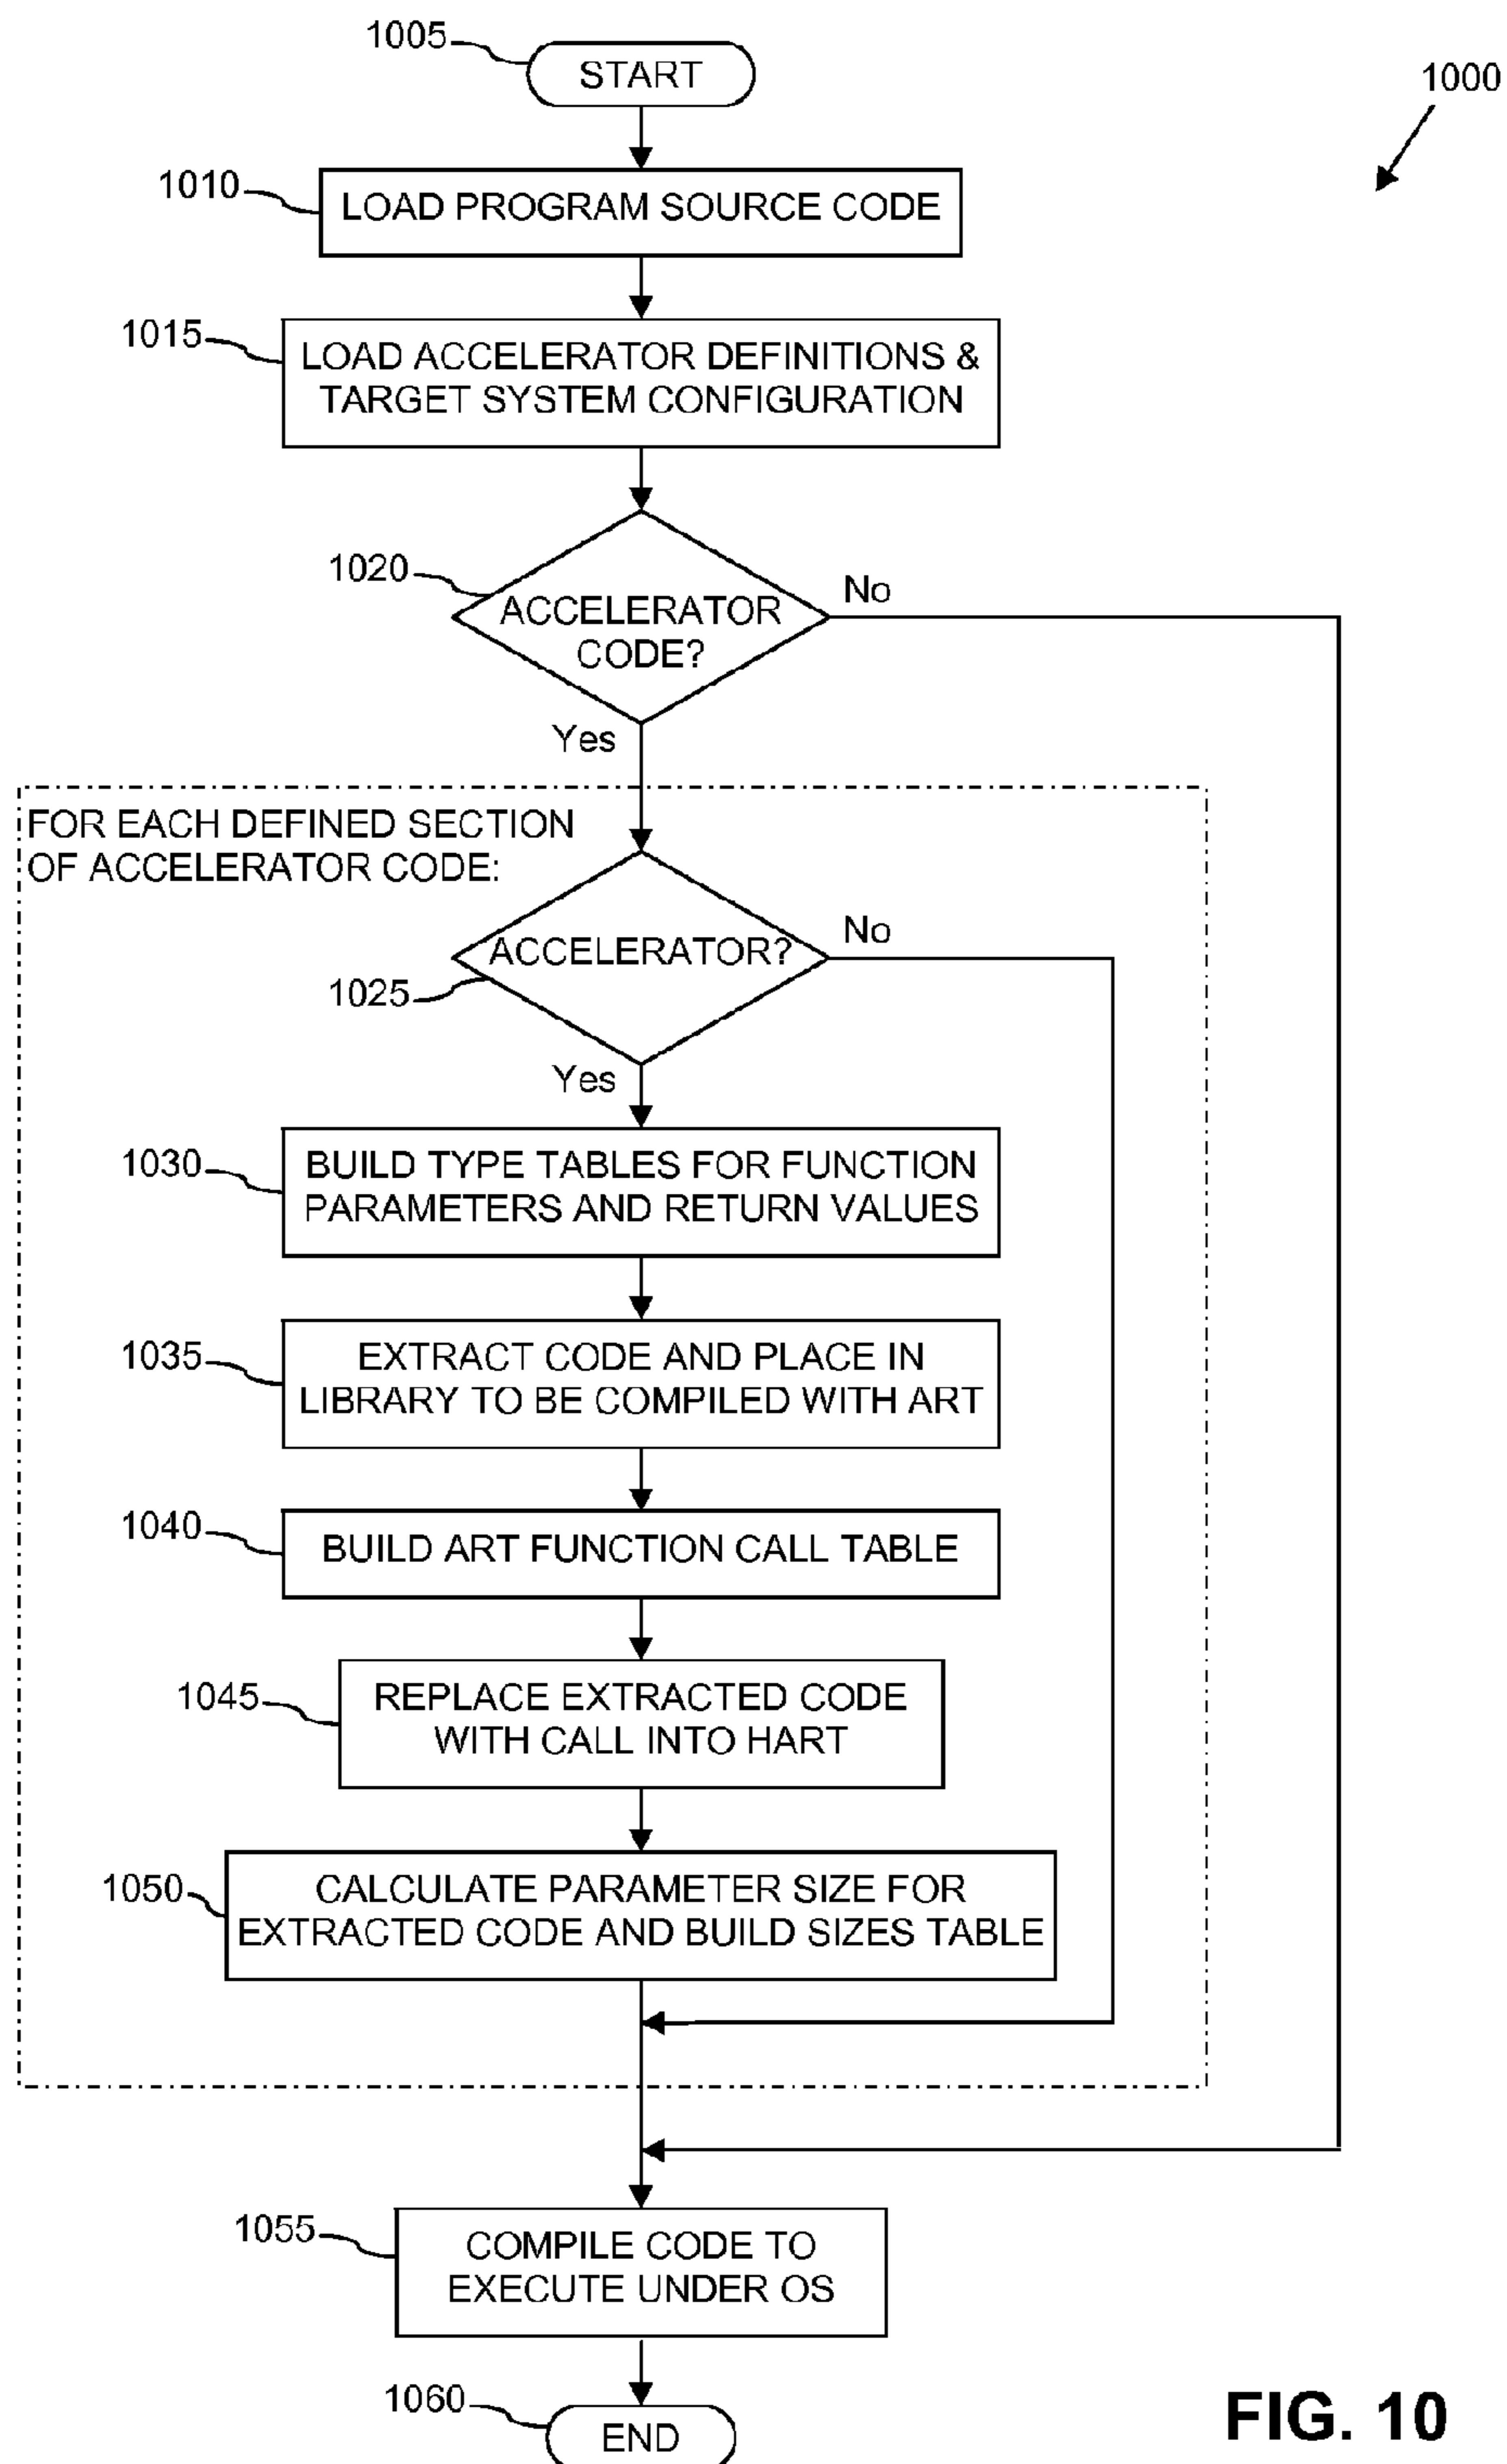 1005
START
1000
1010
LOAD PROGRAM SOURCE CODE
1015
LOAD ACCELERATOR DEFINITIONS &
TARGET SYSTEM CONFIGURATION
1020
ACCELERATOR
CODE?
No
Yes
FOR EACH DEFINED SECTION
OF ACCELERATOR CODE:
ACCELERATOR?
No
1025
Yes
1030
BUILD TYPE TABLES FOR FUNCTION
PARAMETERS AND RETURN VALUES
1035
EXTRACT CODE AND PLACE IN
LIBRARY TO BE COMPILED WITH ART
1040
BUILD ART FUNCTION CALL TABLE
1045
REPLACE EXTRACTED CODE
WITH CALL INTO HART
1050
CALCULATE PARAMETER SIZE FOR
EXTRACTED CODE AND BUILD SIZES TABLE
1055
COMPILE CODE TO
EXECUTE UNDER OS
1060
END
FIG. 10